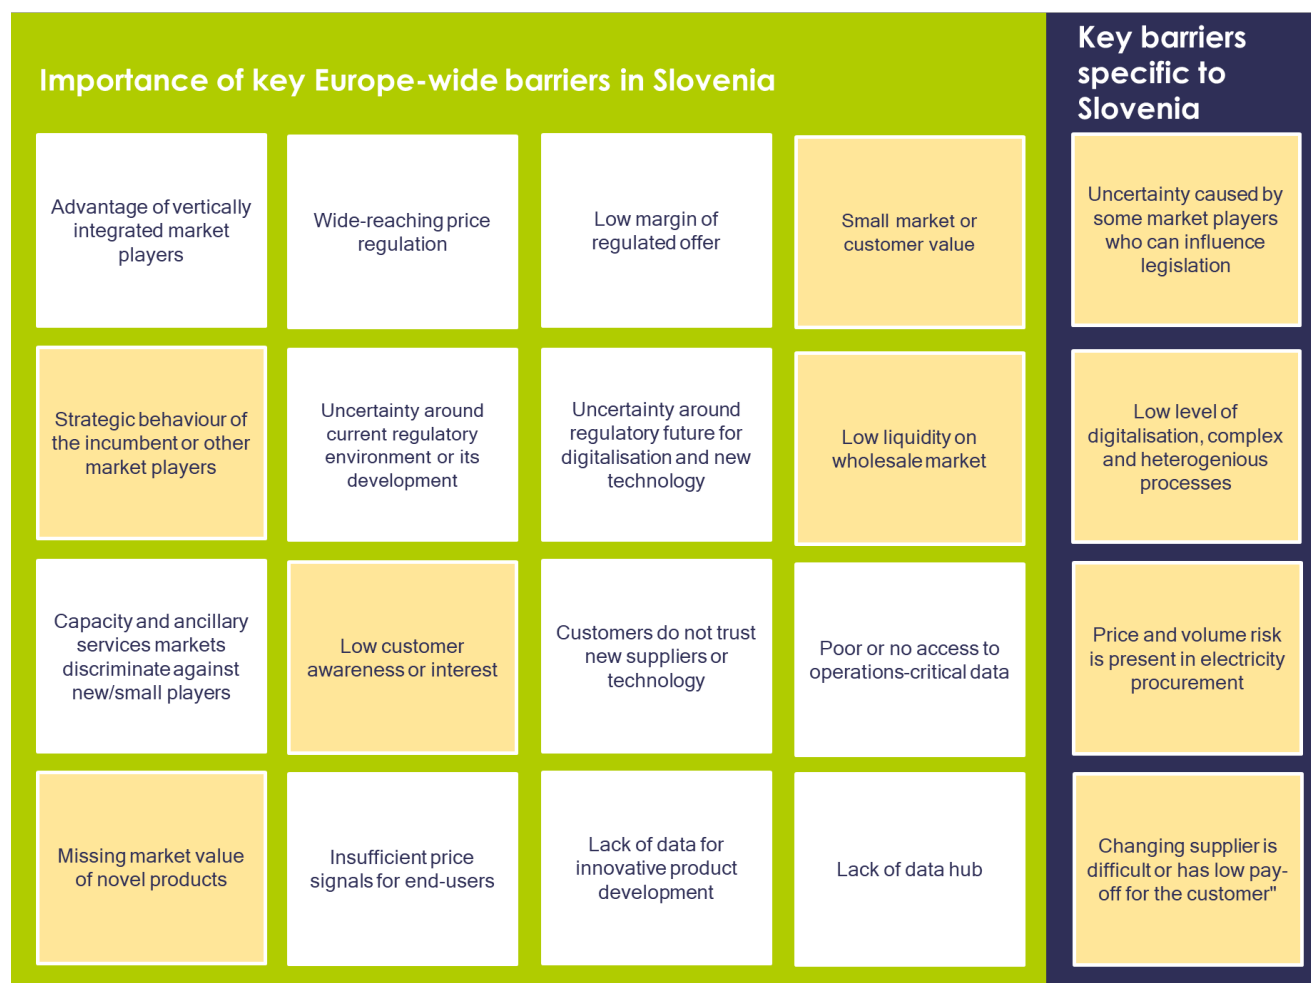 Importance of key Europe-wide barriers in Slovenia
Key barriers
specific to
Slovenia
Advantage of vertically
integrated market
players
Wide-reaching price
regulation
Low margin of
regulated offer
Small market or
customer value
Uncertainty caused by
some market players
who can influence
legislation
Strategic behaviour of
the incumbent or other
market players
Uncertainty around
current regulatory
environment or its
development
Uncertainty around
regulatory future for
digitalisation and new
technology
Low liquidity on
wholesale market
Low level of
digitalisation, complex
and heterogenious
processes
Capacity and ancillary
services markets
discriminate against
new/small players
Low customer
awareness or interest
Customers do not trust
new suppliers or
technology
Poor or no access to
operations-critical data
Price and volume risk
is present in electricity
procurement
Missing market value
of novel products
Insufficient price
signals for end-users
Lack of data for
innovative product
development
Lack of data hub
Changing supplier is
difficult or has low pay-
off for the customer"